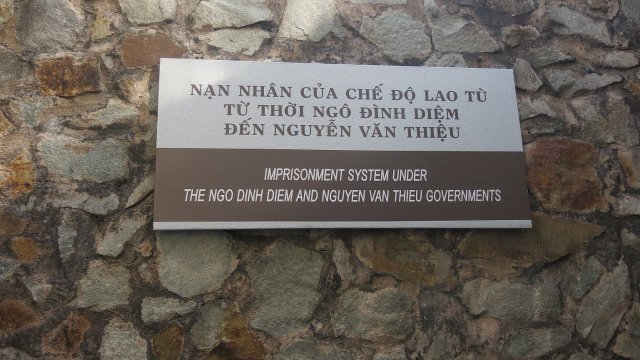 NẠN NHÂN CỦA CHẾ ĐỘ LAO TÙ
TỪ THỜI NGÔ ĐÌNH DIỆM
ĐẾN NGUYỄN VĂN THIỆU
IMPRISONMENT SYSTEM UNDER
THE NGO DINH DIEM AND NGUYEN VAN THIEU GOVERNMENTS